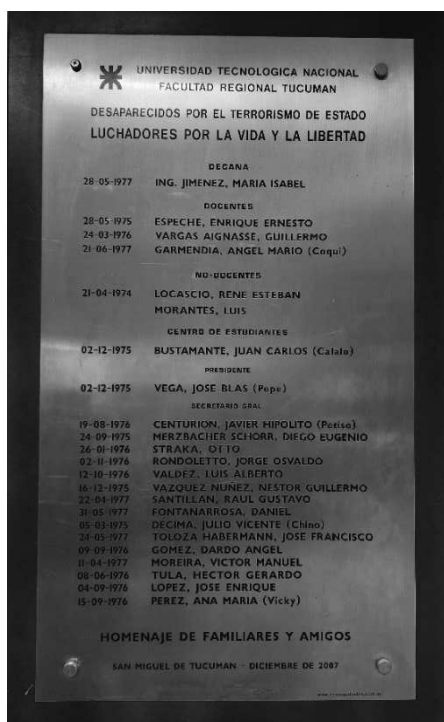 UNIVERSIDAD TECNOLOGICA NACIONAL
FACULTAD REGIONAL TUCUMAN
DESAPARECIDOS POR EL TERRORISMO DE ESTADO
LUCHADORES POR LA VIDA Y LA LIBERTAD
DECANA
28-05-1977 ING. JIMENEZ, MARIA ISABEL
DOCENTES
28-05-1975 ESPECHE, ENRIQUE ERNESTO
24-03-1976 VARGAS AIGNASSE, GUILLERMO
21-06-1977 GARMENDIA, ANGEL MARIO (Coqui)
NO-DOCENTES
21-04-1974 LOCASCIO, RENE ESTEBAN
MORANTES, LUIS
CENTRO DE ESTUDIANTES
02-12-1975 BUSTAMANTE, JUAN CARLOS (Calalo)
PRESIDENTE
02-12-1975 VEGA, JOSE BLAS (Pepe)
SECRETARIO GRAL.
19-08-1976 CENTURION, JAVIER HIPOLITO (Petiso)
24-09-1975 MERZBACHER SCHORR, DIEGO EUGENIO
26-01-1976 STRAKA, OTTO
02-11-1976 RONDOLETTO, JORGE OSVALDO
12-10-1976 VALDEZ, LUIS ALBERTO
16-12-1975 VAZQUEZ NUÑEZ, NESTOR GUILLERMO
22-04-1977 SANTILLAN, RAUL GUSTAVO
31-05-1977 FONTANARROSA, DANIEL
05-03-1975 DECIMA, JULIO VICENTE (Chino)
24-05-1977 TOLOZA HABERMANN, JOSE FRANCISCO
09-09-1976 GOMEZ, DARDO ANGEL
11-04-1977 MOREIRA, VICTOR MANUEL
08-06-1976 TULA, HECTOR GERARDO
04-09-1976 LOPEZ, JOSE ENRIQUE
15-09-1976 PEREZ, ANA MARIA (Vicky)
HOMENAJE DE FAMILIARES Y AMIGOS
SAN MIGUEL DE TUCUMAN - DICIEMBRE DE 2007